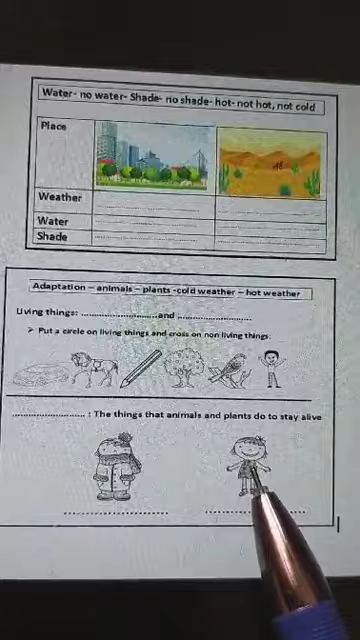 Water- no water- Shade- no shade- hot- not hot, not cold
Place
Weather
Water
Shade
Adaptation – animals – plants -cold weather – hot weather
Living things: ..............................and ..............................
➤ Put a circle on living things and cross on non living things:
.............................. : The things that animals and plants do to stay alive